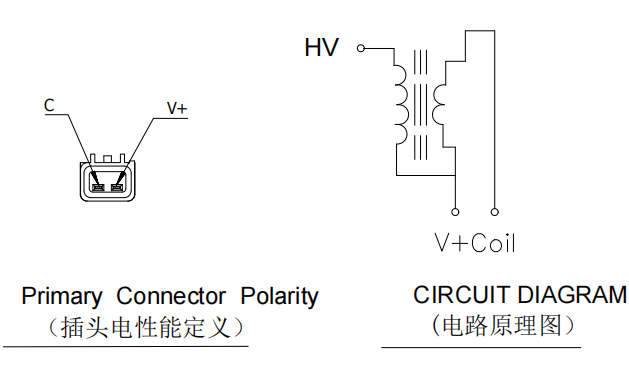 HV
C
V+
V+Coil
Primary Connector Polarity
(插头电性能定义)
CIRCUIT DIAGRAM
(电路原理图)